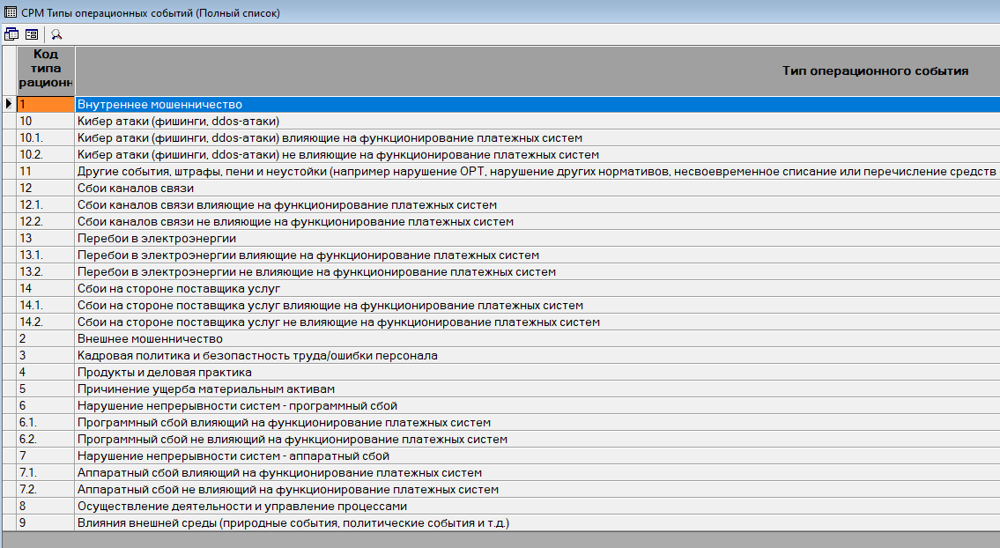 СРМ Типы операционных событий (Полный список)
Код
типа
рационн
Тип операционного события
1 Внутреннее мошенничество
10 Кибер атаки (фишинги, ddos-атаки)
10.1. Кибер атаки (фишинги, ddos-атаки) влияющие на функционирование платежных систем
10.2. Кибер атаки (фишинги, ddos-атаки) не влияющие на функционирование платежных систем
11 Другие события, штрафы, пени и неустойки (например нарушение ОРТ, нарушение других нормативов, несвоевременное списание или перечисление средств
12 Сбои каналов связи
12.1. Сбои каналов связи влияющие на функционирование платежных систем
12.2. Сбои каналов связи не влияющие на функционирование платежных систем
13 Перебои в электроэнергии
13.1. Перебои в электроэнергии влияющие на функционирование платежных систем
13.2. Перебои в электроэнергии не влияющие на функционирование платежных систем
14 Сбои на стороне поставщика услуг
14.1. Сбои на стороне поставщика услуг влияющие на функционирование платежных систем
14.2. Сбои на стороне поставщика услуг не влияющие на функционирование платежных систем
2 Внешнее мошенничество
3 Кадровая политика и безопастность труда/ошибки персонала
4 Продукты и деловая практика
5 Причинение ущерба материальным активам
6 Нарушение непрерывности систем - программный сбой
6.1. Программный сбой влияющий на функционирование платежных систем
6.2. Программный сбой не влияющий на функционирование платежных систем
7 Нарушение непрерывности систем - аппаратный сбой
7.1. Аппаратный сбой влияющий на функционирование платежных систем
7.2. Аппаратный сбой не влияющий на функционирование платежных систем
8 Осуществление деятельности и управление процессами
9 Влияния внешней среды (природные события, политические события и т.д.)